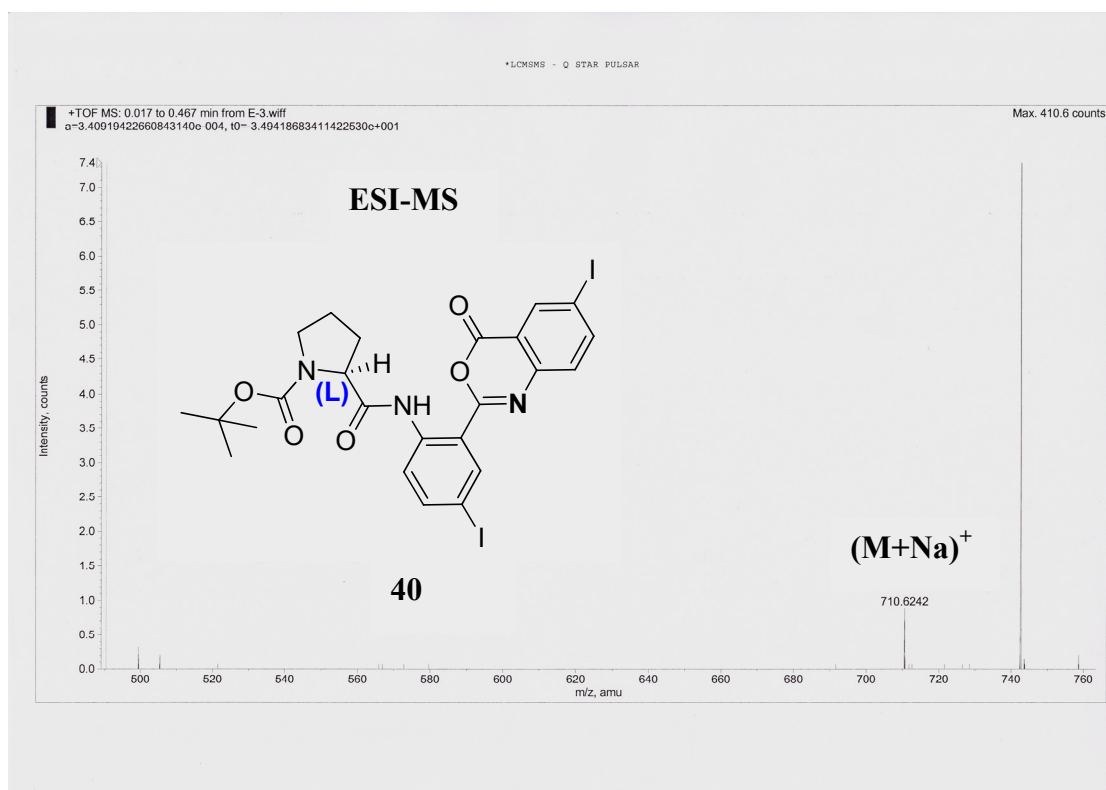 *LCMSMS - Q STAR PULSAR
+TOF MS: 0.017 to 0.467 min from E-3.wiff
Max. 410.6 counts
a=3.40919422660843140e-004, t0=-3.49418683411422530e+001
ESI-MS
7.4
7.0
6.5
6.0
5.5
5.0
4.5
4.0
3.5
3.0
2.5
2.0
1.5
1.0
0.5
0.0
Intensity, counts
I
O
O
N
H
(L)
O
N
O
NH
O
I
40
(M+Na)+
710.6242
500 520 540 560 580 600 620 640 660 680 700 720 740 760
m/z, amu